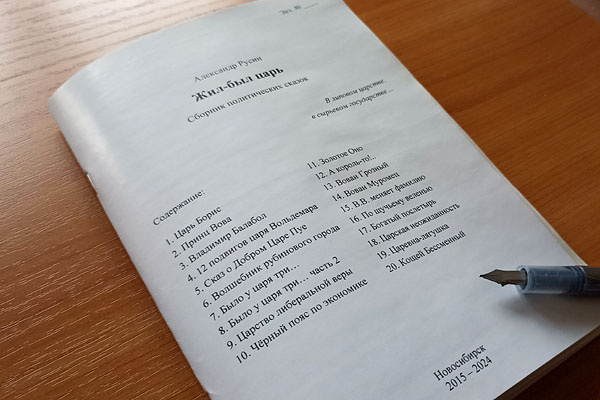 Экз. №
Александр Русин
Жил-был царь
Сборник политических сказок
В липовом царстве,
в сырьевом государстве...
Содержание:
1. Царь Борис
2. Принц Вова
3. Владимир Балабол
4. 12 подвигов царя Вольдемара
5. Сказ о Добром Царе Пуе
6. Волшебник рубинового города
7. Было у царя три...
8. Было у царя три... часть 2
9. Царство либеральной веры
10. Чёрный пояс по экономике
11. Золотое Оно
12. А король-то!..
13. Вован Грозный
14. Вован Муромец
15. В.В. меняет фамилию
16. По щучьему веленью
17. Богатый послетырь
18. Царская неожиданность
19. Царевна-лягушка
20. Кощей Бессменный
Новосибирск
2015 – 2024